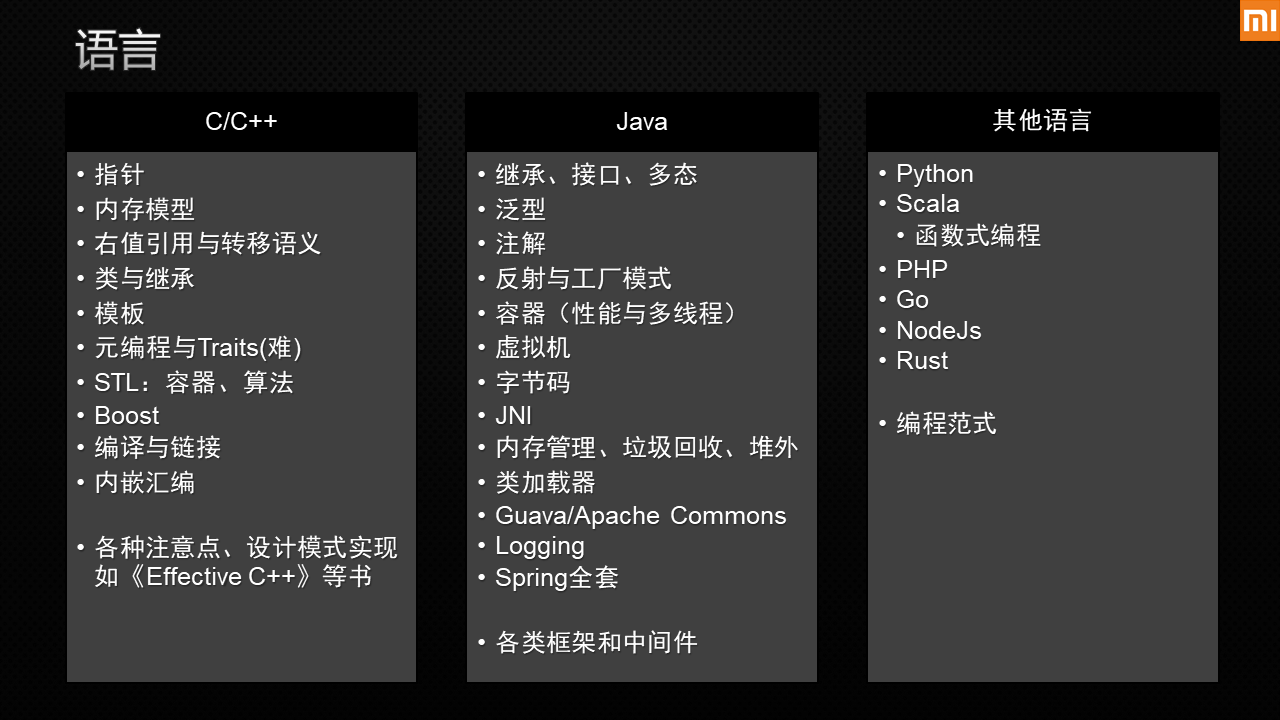 语言
MI
C/C++
• 指针
• 内存模型
• 右值引用与转移语义
• 类与继承
• 模板
• 元编程与Traits(难)
• STL：容器、算法
• Boost
• 编译与链接
• 内嵌汇编
• 各种注意点、设计模式实现
如《Effective C++》等书
Java
• 继承、接口、多态
• 泛型
• 注解
• 反射与工厂模式
• 容器（性能与多线程）
• 虚拟机
• 字节码
• JNI
• 内存管理、垃圾回收、堆外
• 类加载器
• Guava/Apache Commons
• Logging
• Spring全套
• 各类框架和中间件
其他语言
• Python
• Scala
• 函数式编程
• PHP
• Go
• NodeJs
• Rust
• 编程范式